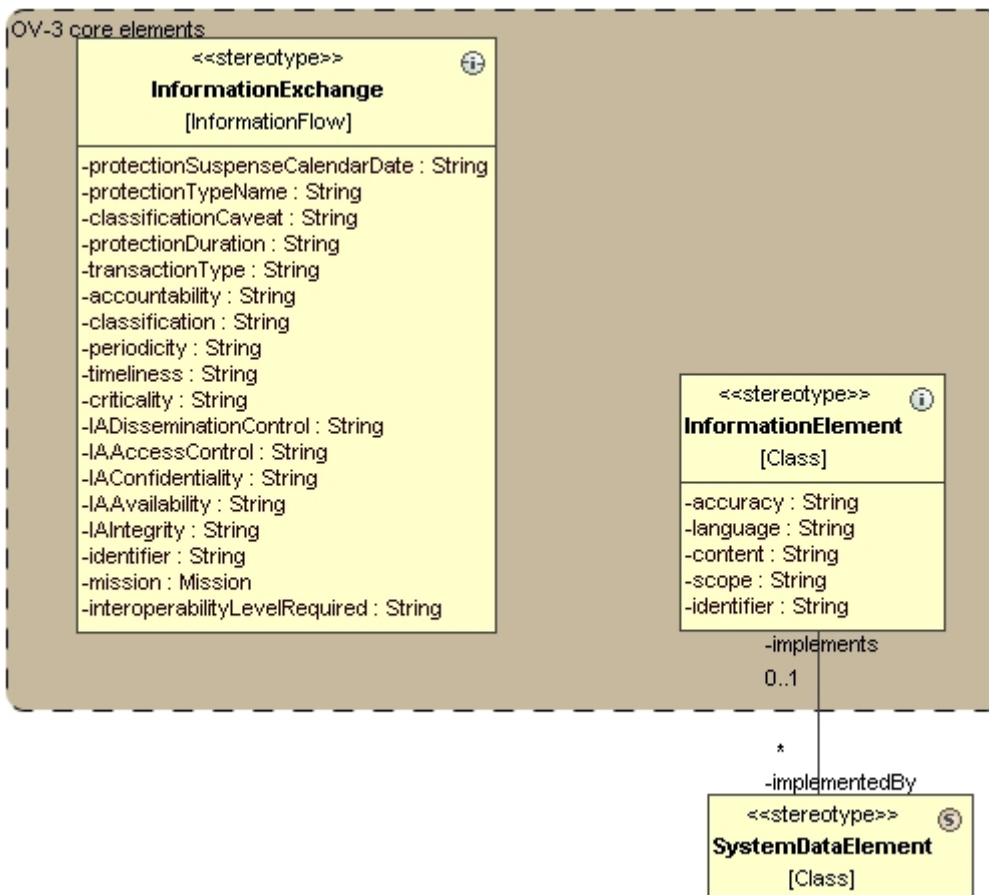 OV-3 core elements
<<stereotype>>
InformationExchange
[InformationFlow]
-protectionSuspenseCalendarDate : String
-protectionTypeName : String
-classificationCaveat : String
-protectionDuration : String
-transactionType : String
-accountability : String
-classification : String
-periodicity : String
-timeliness : String
-criticality : String
-IADisseminationControl : String
-IAAccessControl : String
-IAConfidentiality : String
-IAAvailability : String
-IAIntegrity : String
-identifier : String
-mission : Mission
-interoperabilityLevelRequired : String
<<stereotype>>
InformationElement
[Class]
-accuracy : String
-language : String
-content : String
-scope : String
-identifier : String
-implements
0..1
*
-implementedBy
<<stereotype>>
S
SystemDataElement
[Class]